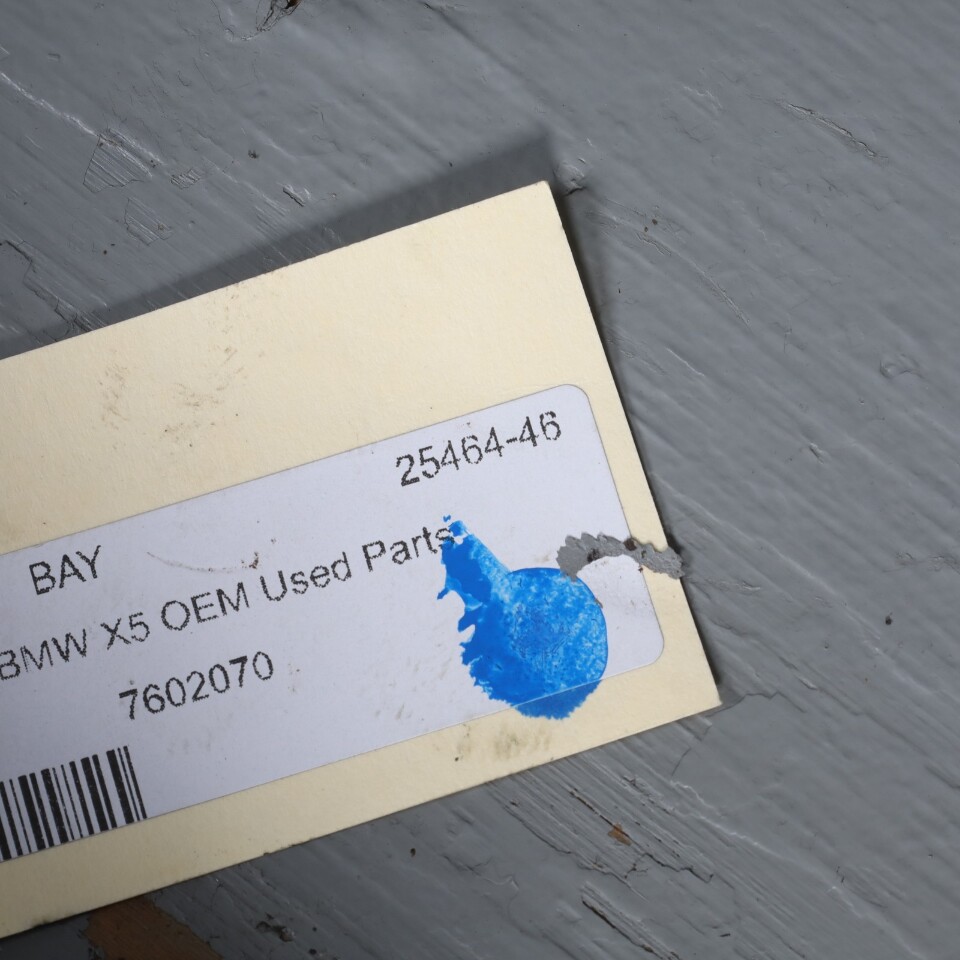 25464-46
BAY
BMW X5 OEM Used Parts
7602070